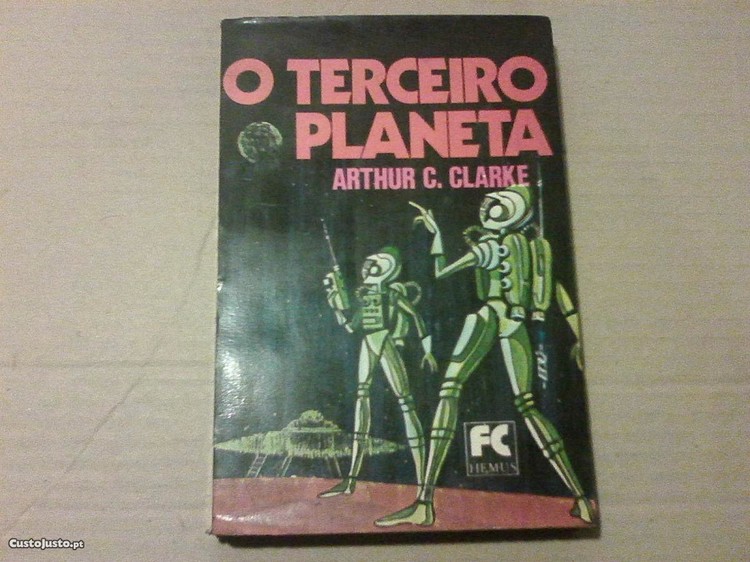 O TERCEIRO
PLANETA
ARTHUR C. CLARKE
FC
HEMUS
CustoJusto.pt